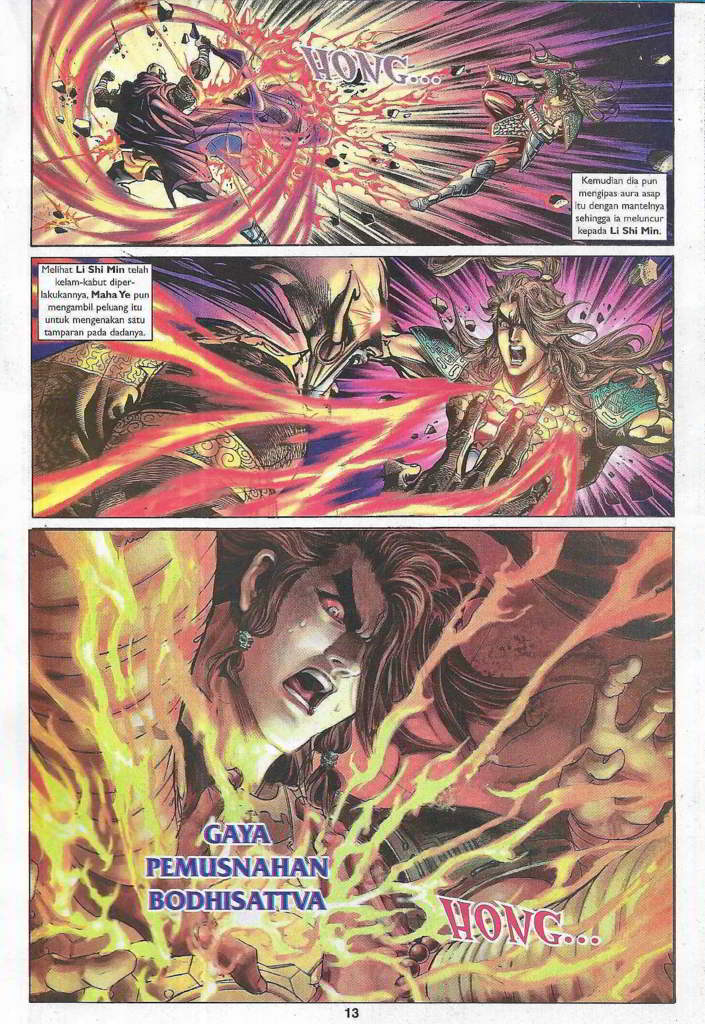 HONG...
Kemudian dia pun
mengipas aura asap
itu dengan mantelnya
sehingga ia meluncur
kepada Li Shi Min.
Melihat Li Shi Min telah
kelam-kabut diper-
lakukannya, Maha Ye pun
mengambil peluang itu
untuk mengenakan satu
tamparan pada dadanya.
GAYA
PEMUSNAHAN
BODHISATTVA
HONG...
13